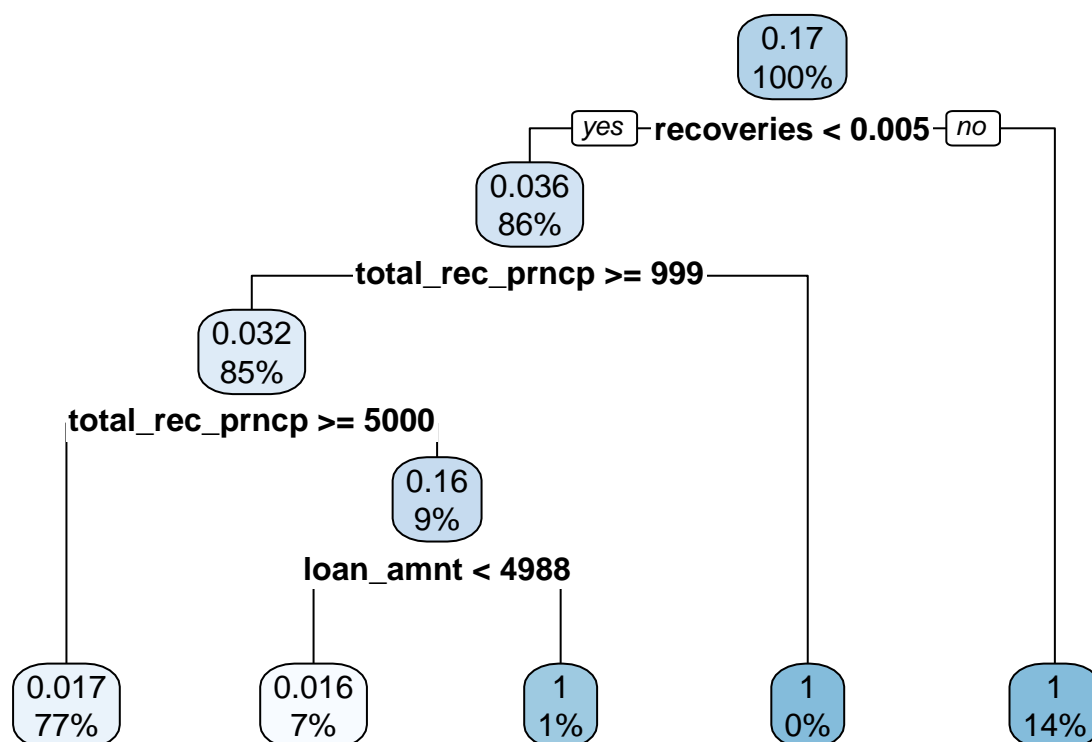 0.17
100%
yes recoveries < 0.005 no
0.036
86%
total_rec_prncp >= 999
0.032
85%
total_rec_prncp >= 5000
0.16
9%
loan_amnt < 4988
0.017 0.016 1 1 1
77% 7% 1% 0% 14%